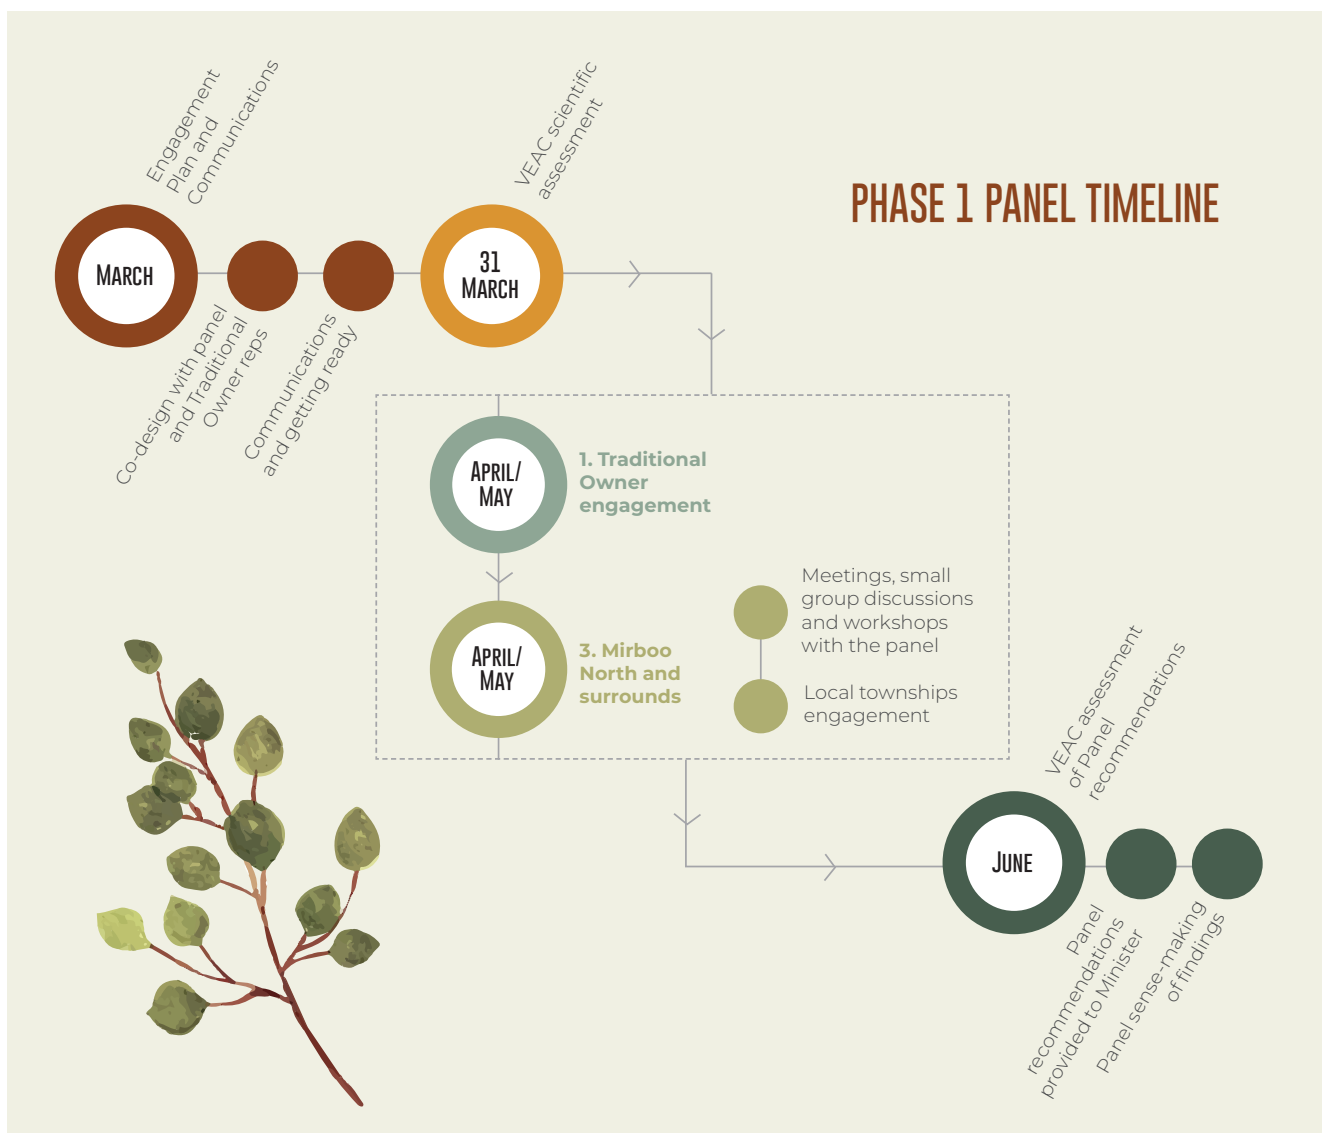 PHASE 1 PANEL TIMELINE
Engagement
Plan and
Communications
MARCH
Co-design with panel
and Traditional
Owner reps
Communications
and getting ready
VEAC scientific
assessment
31
MARCH
APRIL/
MAY
1. Traditional
Owner
engagement
APRIL/
MAY
3. Mirboo
North and
surrounds
Meetings, small
group discussions
and workshops
with the panel
Local townships
engagement
VEAC assessment
of Panel
recommendations
JUNE
Panel
recommendations
provided to Minister
Panel sense-making
of findings